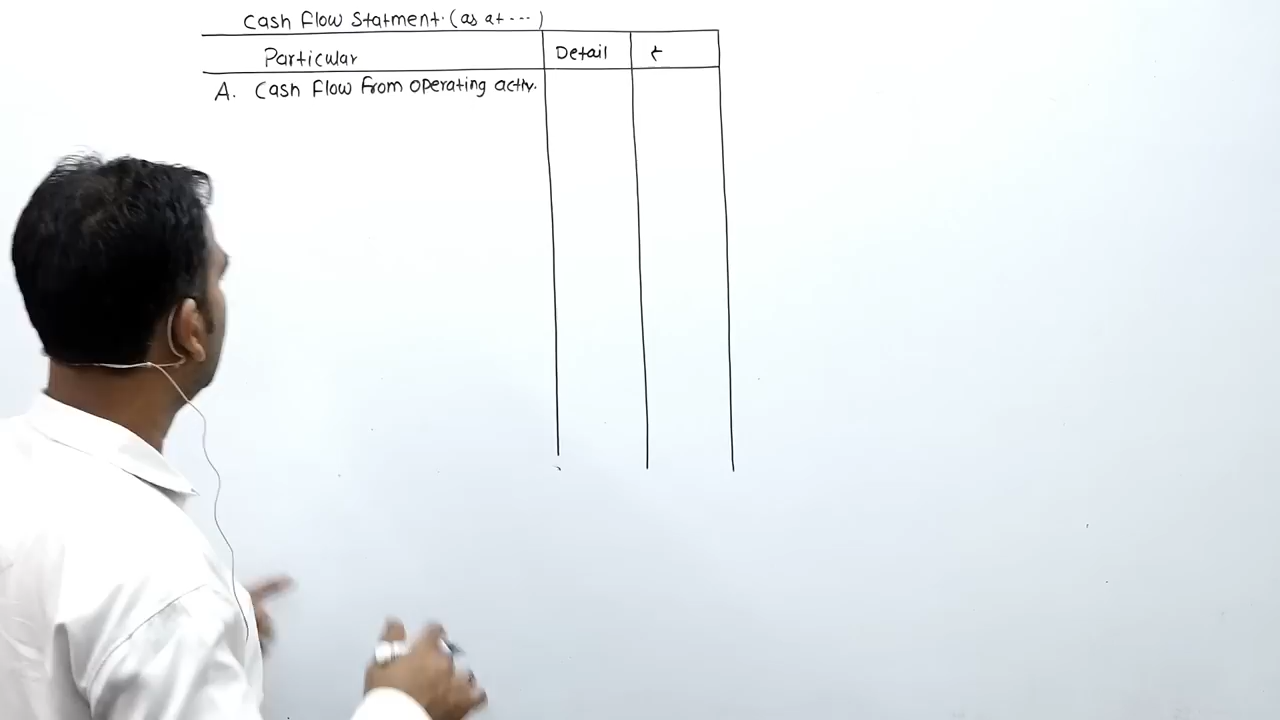 Cash Flow Statment. (as at ...)
Particular Detail ₹
A. Cash Flow From operating activ.